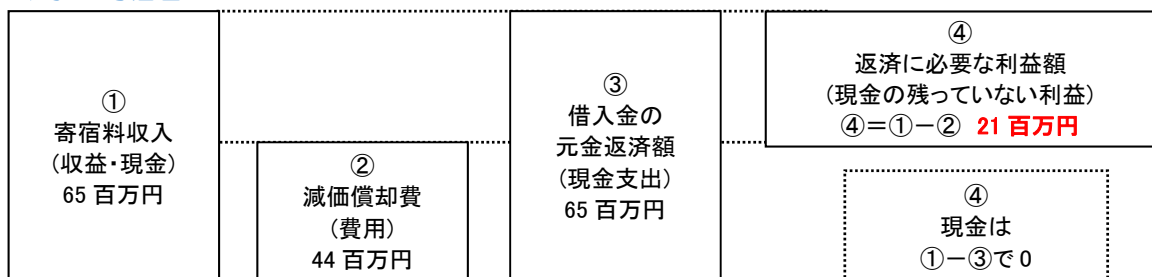 ①
寄宿料収入
(収益・現金)
65 百万円
②
減価償却費
(費用)
44 百万円
③
借入金の
元金返済額
(現金支出)
65 百万円
④
返済に必要な利益額
(現金の残っていない利益)
④=①-② 21 百万円
④
現金は
①-③で 0